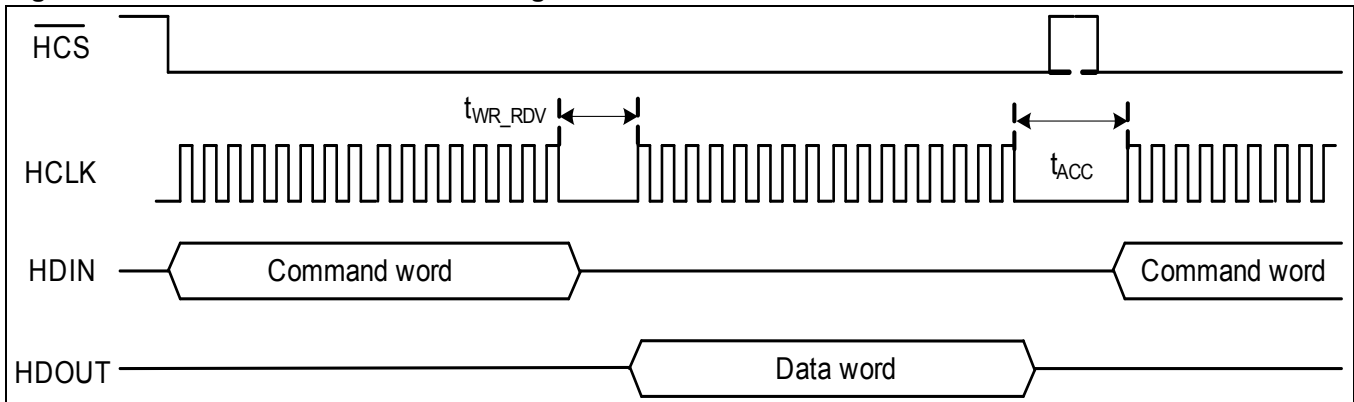 HCS
tWR_RDV
HCLK
tACC
HDIN
Command word
Command word
HDOUT
Data word